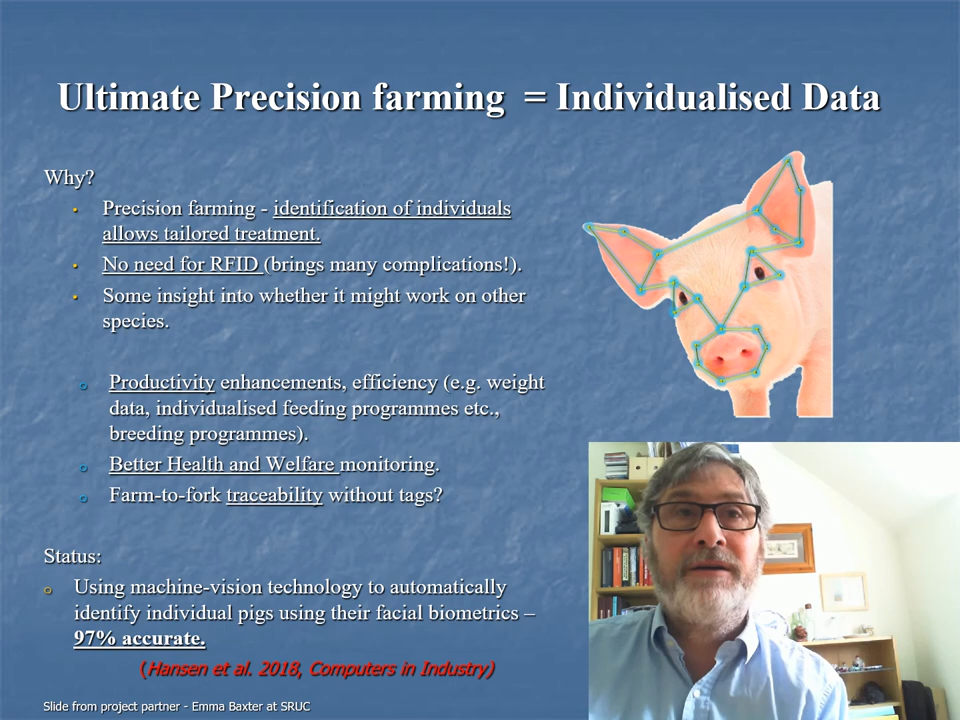 Ultimate Precision farming = Individualised Data
Why?
Precision farming - identification of individuals
allows tailored treatment.
No need for RFID (brings many complications!).
Some insight into whether it might work on other
species.
Productivity enhancements, efficiency (e.g. weight
data, individualised feeding programmes etc.,
breeding programmes).
Better Health and Welfare monitoring.
Farm-to-fork traceability without tags?
Status:
Using machine-vision technology to automatically
identify individual pigs using their facial biometrics –
97% accurate.
(Hansen et al. 2018, Computers in Industry)
Slide from project partner - Emma Baxter at SRUC